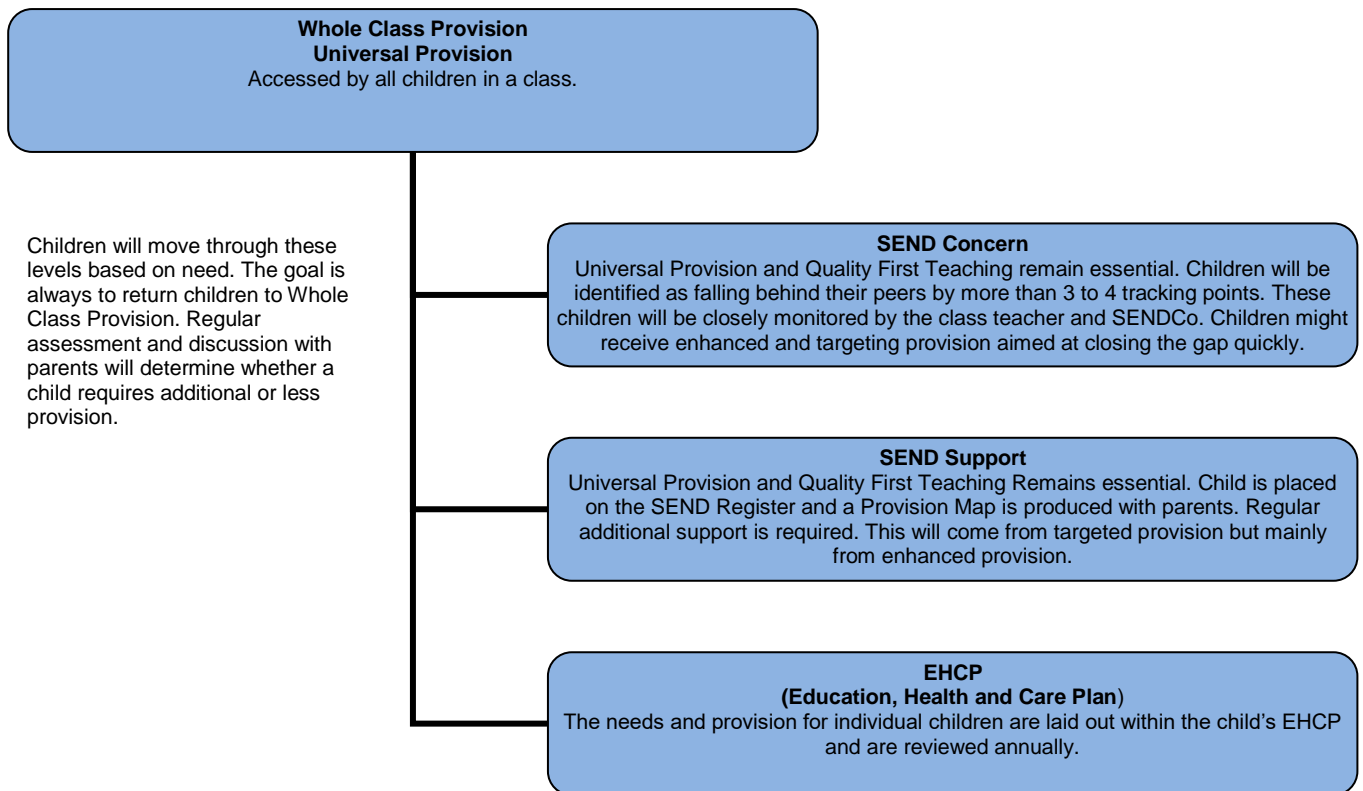 Whole Class Provision
Universal Provision
Accessed by all children in a class.
Children will move through these
levels based on need. The goal is
always to return children to Whole
Class Provision. Regular
assessment and discussion with
parents will determine whether a
child requires additional or less
provision.
SEND Concern
Universal Provision and Quality First Teaching remain essential. Children will be
identified as falling behind their peers by more than 3 to 4 tracking points. These
children will be closely monitored by the class teacher and SENDCo. Children might
receive enhanced and targeting provision aimed at closing the gap quickly.
SEND Support
Universal Provision and Quality First Teaching Remains essential. Child is placed
on the SEND Register and a Provision Map is produced with parents. Regular
additional support is required. This will come from targeted provision but mainly
from enhanced provision.
EHCP
(Education, Health and Care Plan)
The needs and provision for individual children are laid out within the child’s EHCP
and are reviewed annually.